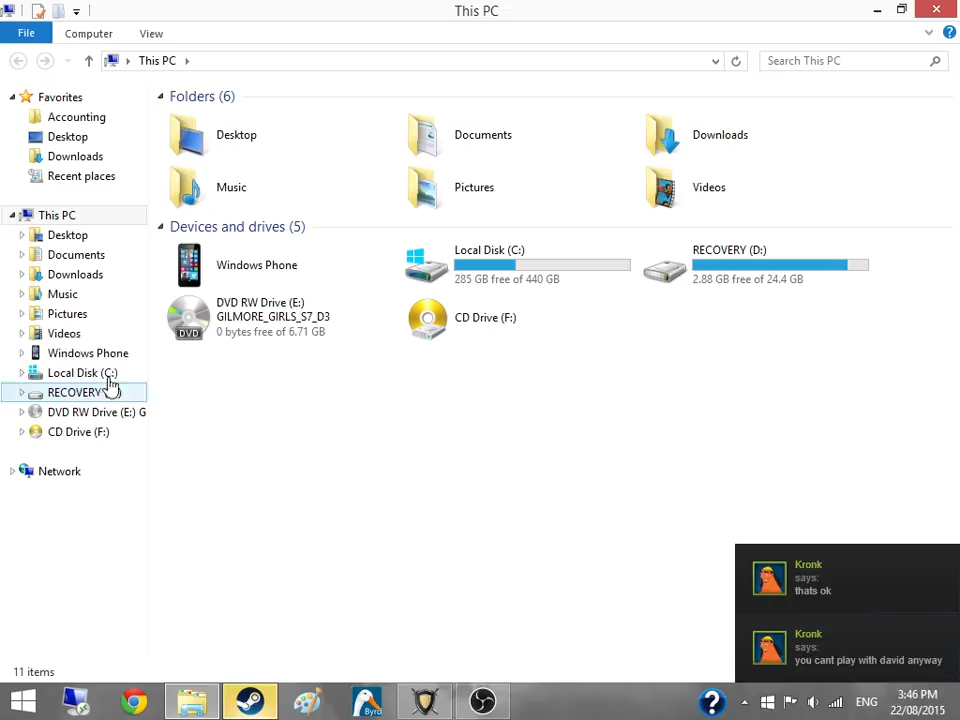 This PC
File
Computer
View
This PC
Search This PC
Favorites
Accounting
Desktop
Downloads
Recent places
This PC
Desktop
Documents
Downloads
Music
Pictures
Videos
Windows Phone
Local Disk (C:)
RECOVERY
DVD RW Drive (E:) G
CD Drive (F:)
Network
Folders (6)
Desktop
Documents
Downloads
Music
Pictures
Videos
Devices and drives (5)
Windows Phone
Local Disk (C:)
285 GB free of 440 GB
RECOVERY (D:)
2.88 GB free of 24.4 GB
DVD RW Drive (E:)
GILMORE_GIRLS_S7_D3
0 bytes free of 6.71 GB
DVD
CD Drive (F:)
Kronk
says:
thats ok
Kronk
says:
you cant play with david anyway
11 items
Byrd
ENG
3:46 PM
22/08/2015